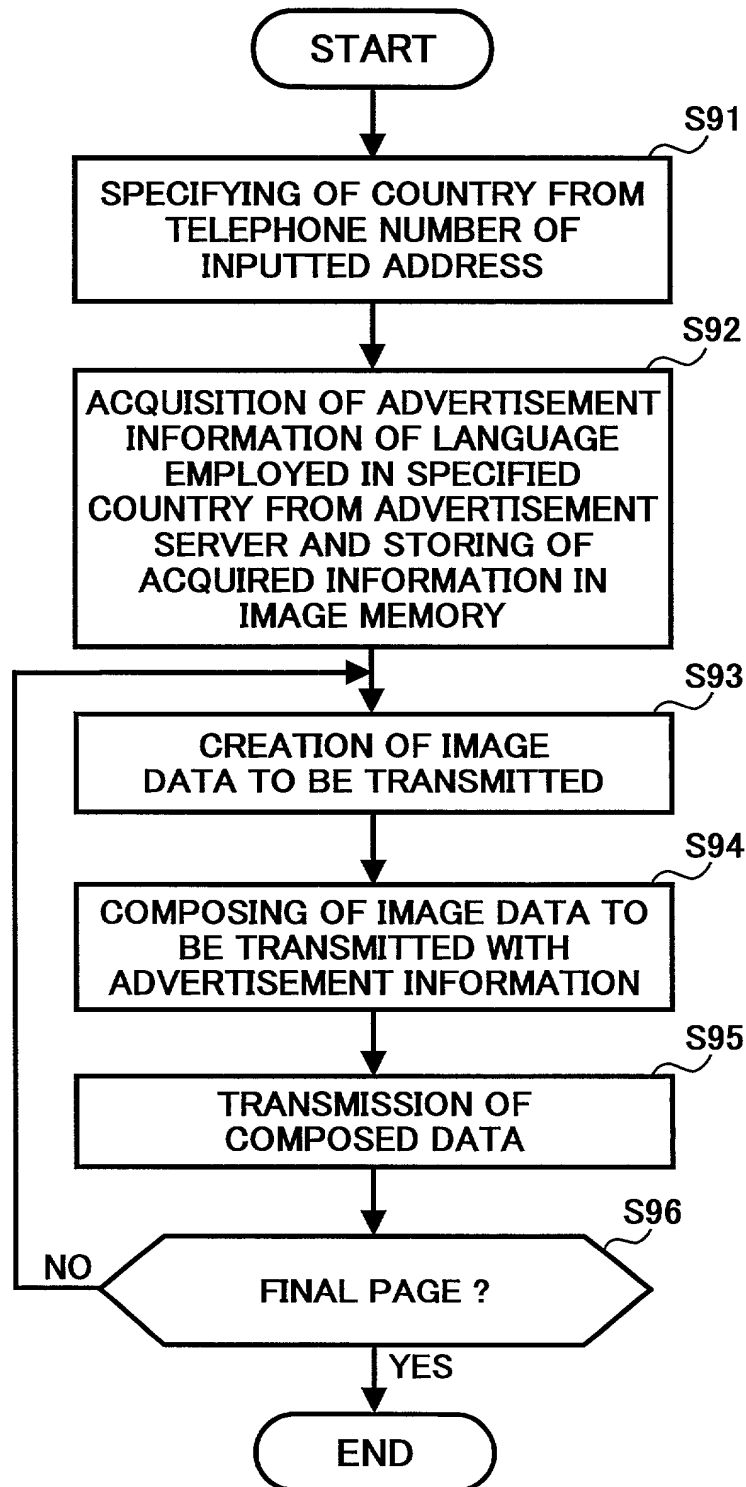 START
S91
SPECIFYING OF COUNTRY FROM
TELEPHONE NUMBER OF
INPUTTED ADDRESS
S92
ACQUISITION OF ADVERTISEMENT
INFORMATION OF LANGUAGE
EMPLOYED IN SPECIFIED
COUNTRY FROM ADVERTISEMENT
SERVER AND STORING OF
ACQUIRED INFORMATION IN
IMAGE MEMORY
S93
CREATION OF IMAGE
DATA TO BE TRANSMITTED
S94
COMPOSING OF IMAGE DATA TO
BE TRANSMITTED WITH
ADVERTISEMENT INFORMATION
S95
TRANSMISSION OF
COMPOSED DATA
S96
NO
FINAL PAGE ?
YES
END